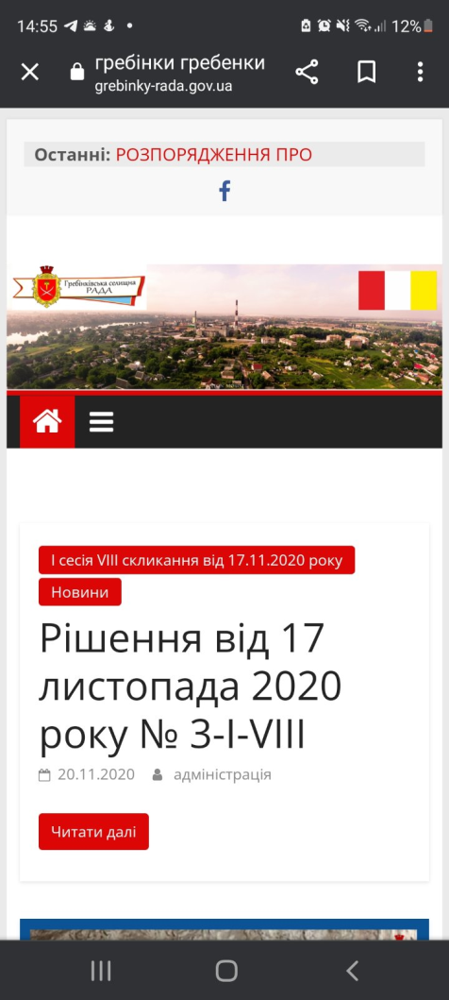 14:55
12%
гребінки гребенки
grebinky-rada.gov.ua
Останні: РОЗПОРЯДЖЕННЯ ПРО
Гребінківська селищна
РАДА
І сесія VIII скликання від 17.11.2020 року
Новини
Рішення від 17
листопада 2020
року № 3-І-VIII
20.11.2020 адміністрація
Читати далі